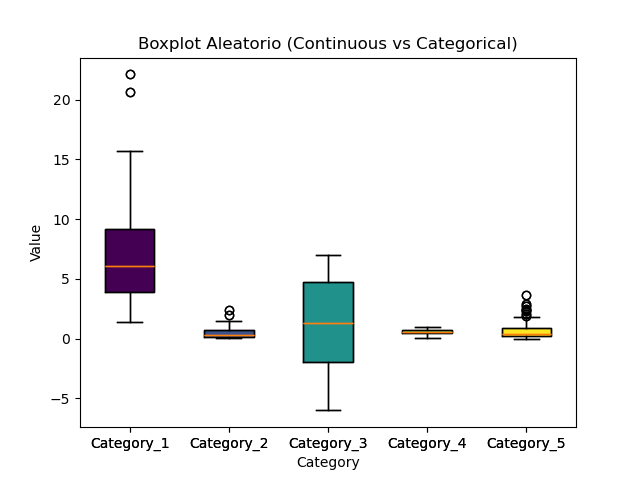 Boxplot Aleatorio (Continuous vs Categorical)
20
15
10
5
0
−5
Value
Category_1 Category_2 Category_3 Category_4 Category_5
Category